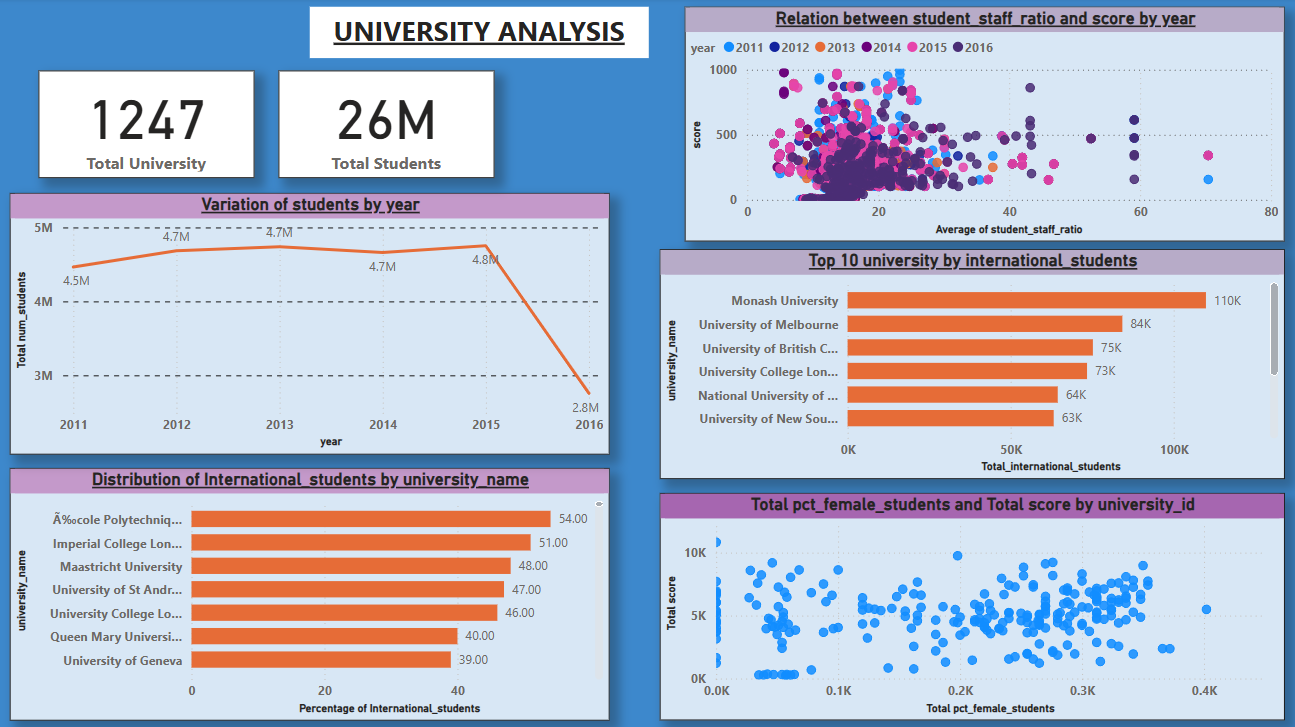 UNIVERSITY ANALYSIS
1247
Total University
26M
Total Students
Relation between student_staff_ratio and score by year
year 2011 2012 2013 2014 2015 2016
1000
500
0
score
0 20 40 60 80
Average of student_staff_ratio
Variation of students by year
5M
4M
3M
Total num_students
4.5M
4.7M
4.7M
4.7M
4.8M
2.8M
2011 2012 2013 2014 2015 2016
year
Top 10 university by international_students
university_name
Monash University 110K
University of Melbourne 84K
University of British C... 75K
University College Lon... 73K
National University of ... 64K
University of New Sou... 63K
0K 50K 100K
Total_international_students
Distribution of International_students by university_name
university_name
Ã‰cole Polytechniq... 54.00
Imperial College Lon... 51.00
Maastricht University 48.00
University of St Andr... 47.00
University College Lo... 46.00
Queen Mary Universi... 40.00
University of Geneva 39.00
0 20 40
Percentage of International_students
Total pct_female_students and Total score by university_id
10K
5K
0K
Total score
0.0K 0.1K 0.2K 0.3K 0.4K
Total pct_female_students